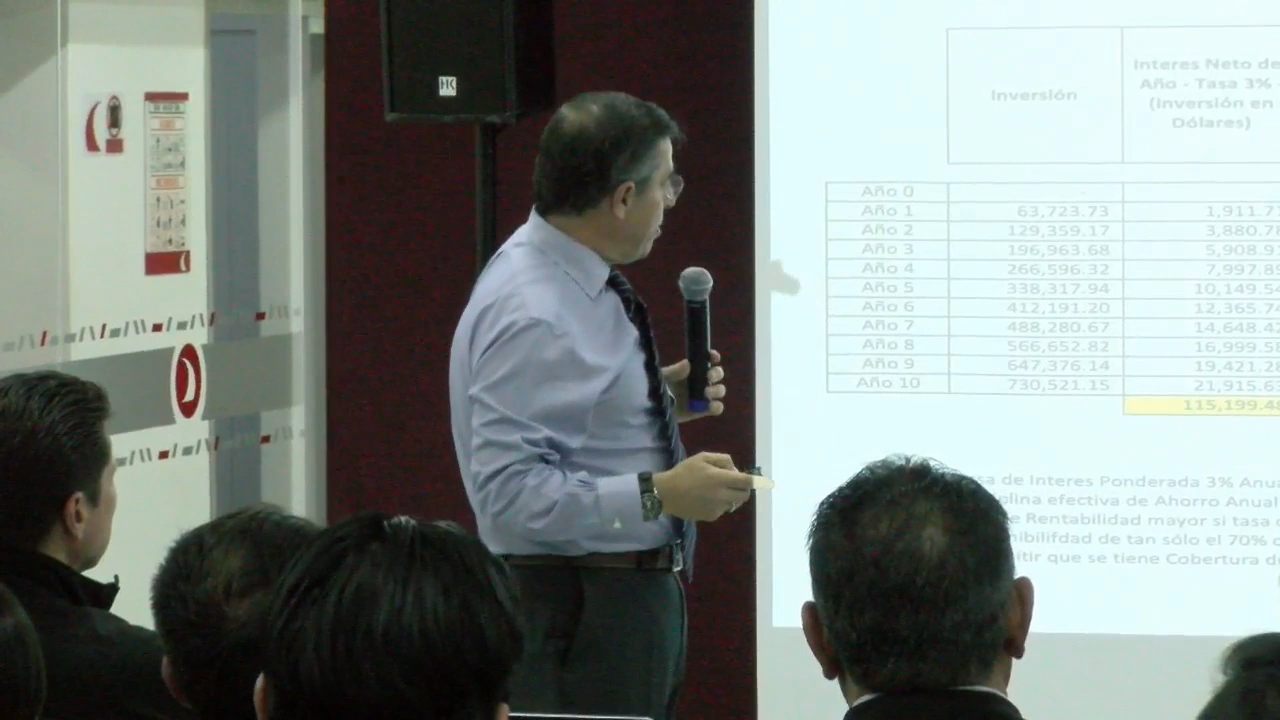 HK
Inversión
Interes Neto de
Año - Tasa 3%
(Inversión en
Dólares)
Año 0
Año 1 63,723.73 1,911.7
Año 2 129,359.17 3,880.78
Año 3 196,963.68 5,908.9
Año 4 266,596.32 7,997.89
Año 5 338,317.94 10,149.54
Año 6 412,191.20 12,365.7
Año 7 488,280.67 14,648.4
Año 8 566,652.82 16,999.58
Año 9 647,376.14 19,421.28
Año 10 730,521.15 21,915.6
115,199.4
sa de Interes Ponderada 3% Anua
plina efectiva de Ahorro Anual
e Rentabilidad mayor si tasa
nibilifdad de tan sólo el 70%
itir que se tiene Cobertura d